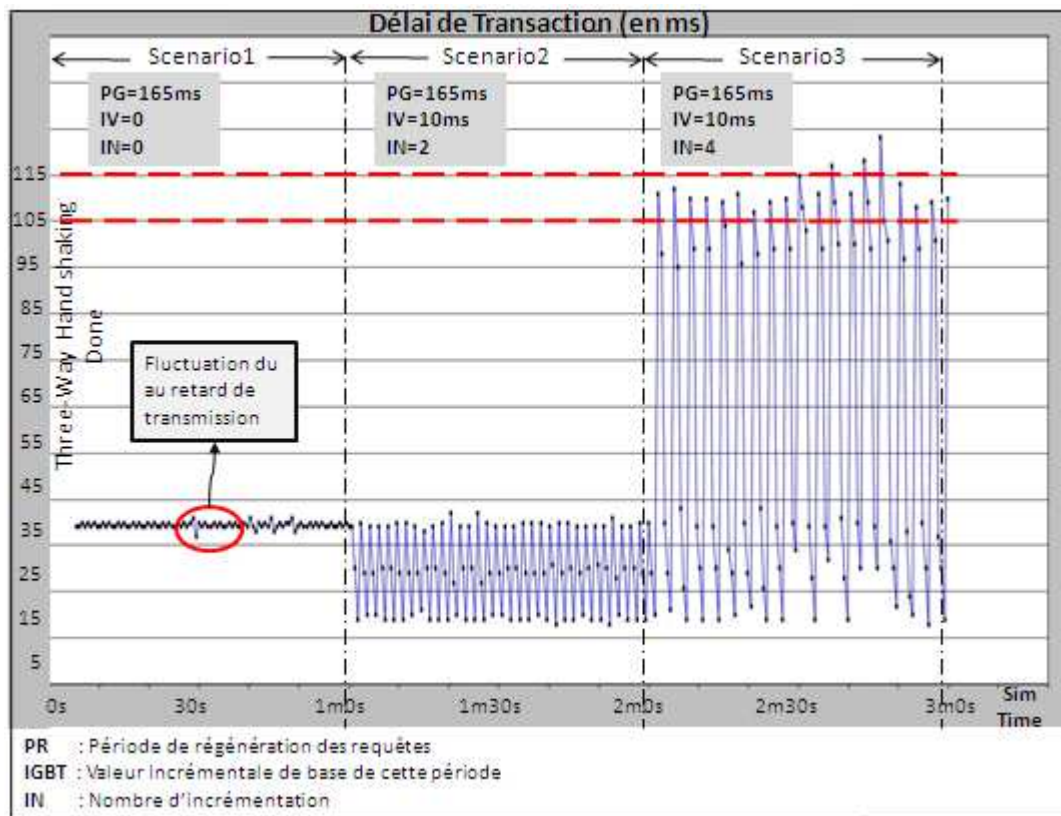 Délai de Transaction (en ms)
Scenario1
Scenario2
Scenario3
PG=165ms
IV=0
IN=0
PG=165ms
IV=10ms
IN=2
PG=165ms
IV=10ms
IN=4
115
105
95
85
75
65
55
45
35
25
15
5
Three-Way Hand shaking
Done
Fluctuation du
au retard de
transmission
0s
30s
1m0s
1m30s
2m0s
2m30s
3m0s
Sim
Time
PR : Période de régénération des requêtes
IGBT : Valeur incrémentale de base de cette période
IN : Nombre d'incrémentation